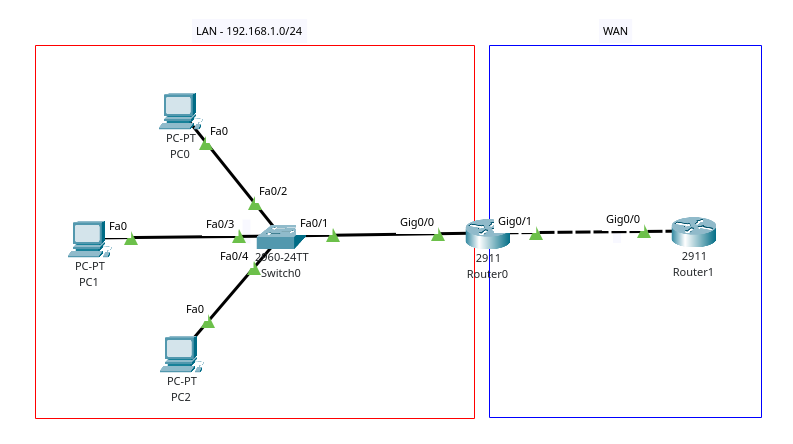 LAN - 192.168.1.0/24
WAN
Fa0
PC-PT
PC0
Fa0/2
Fa0
Fa0/3
Fa0/1
Gig0/0
Gig0/1
Gig0/0
PC-PT
PC1
Fa0/4
2960-24TT
Switch0
2911
Router0
2911
Router1
Fa0
PC-PT
PC2